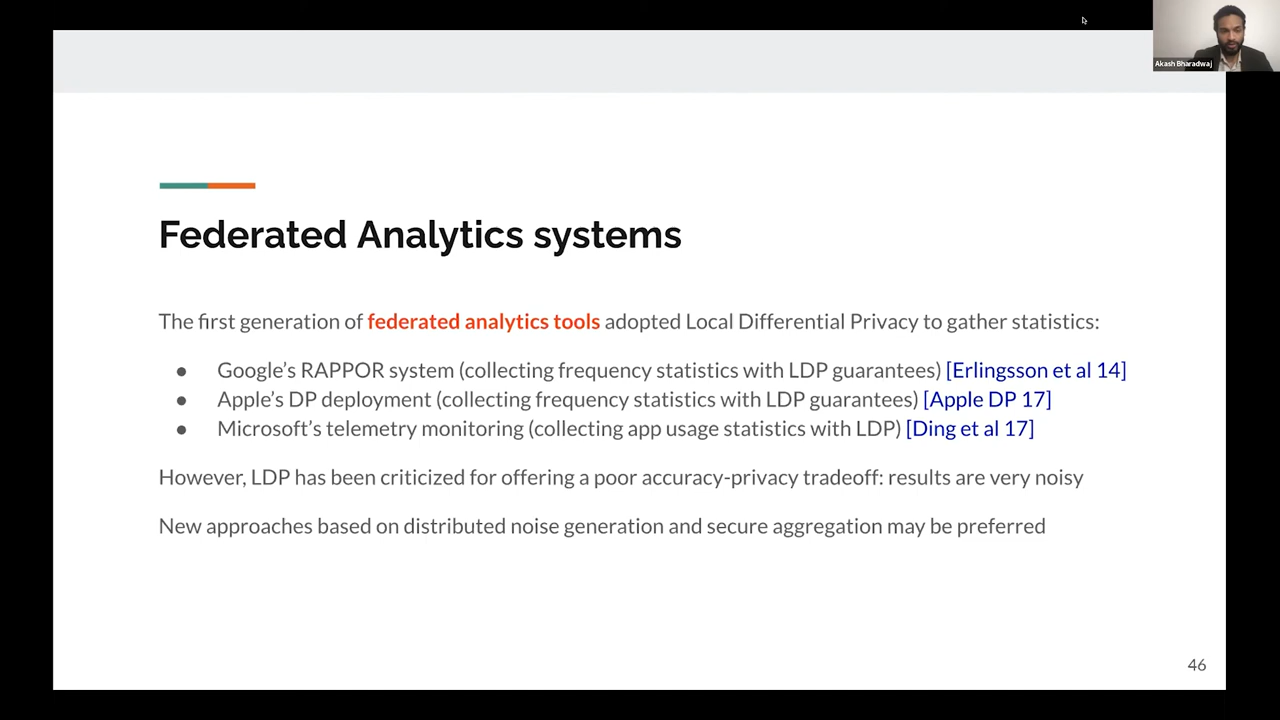 Akash Bharadwaj
Federated Analytics systems
The first generation of federated analytics tools adopted Local Differential Privacy to gather statistics:
● Google's RAPPOR system (collecting frequency statistics with LDP guarantees) [Erlingsson et al 14]
● Apple's DP deployment (collecting frequency statistics with LDP guarantees) [Apple DP 17]
● Microsoft's telemetry monitoring (collecting app usage statistics with LDP) [Ding et al 17]
However, LDP has been criticized for offering a poor accuracy-privacy tradeoff: results are very noisy
New approaches based on distributed noise generation and secure aggregation may be preferred
46